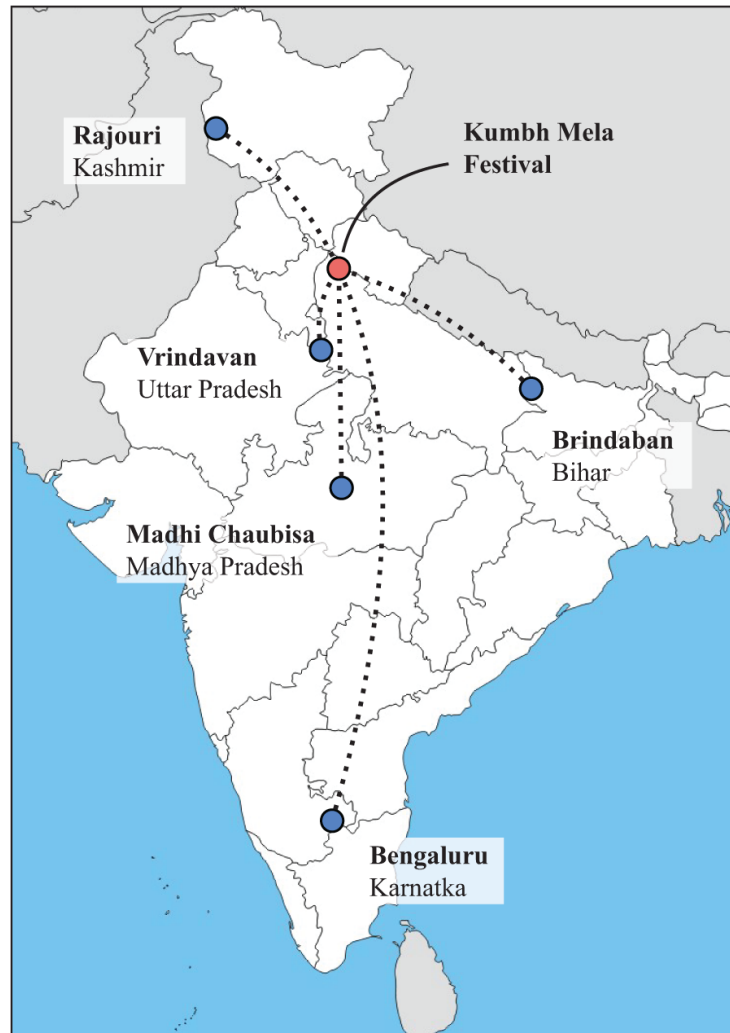 Rajouri
Kashmir
Kumbh Mela
Festival
Vrindavan
Uttar Pradesh
Brindaban
Bihar
Madhi Chaubisa
Madhya Pradesh
Bengaluru
Karnatka